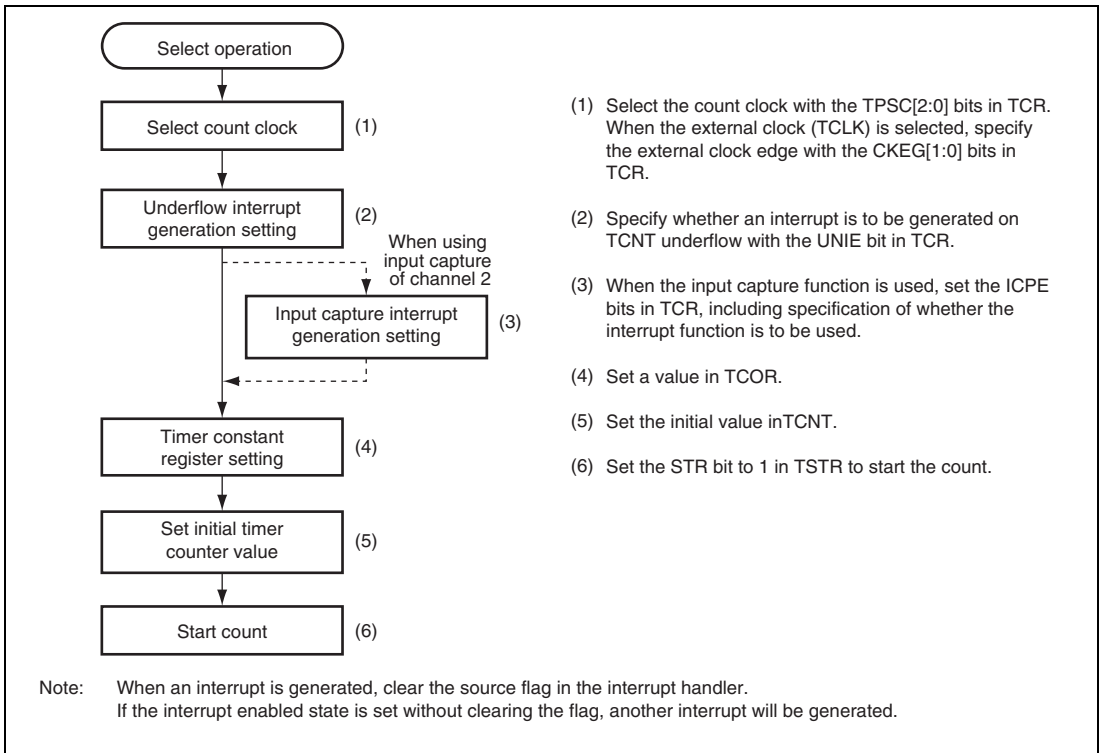 Select operation
Select count clock
(1)
Underflow interrupt
generation setting
(2)
When using
input capture
of channel 2
Input capture interrupt
generation setting
(3)
Timer constant
register setting
(4)
Set initial timer
counter value
(5)
Start count
(6)
(1) Select the count clock with the TPSC[2:0] bits in TCR.
When the external clock (TCLK) is selected, specify
the external clock edge with the CKEG[1:0] bits in
TCR.
(2) Specify whether an interrupt is to be generated on
TCNT underflow with the UNIE bit in TCR.
(3) When the input capture function is used, set the ICPE
bits in TCR, including specification of whether the
interrupt function is to be used.
(4) Set a value in TCOR.
(5) Set the initial value inTCNT.
(6) Set the STR bit to 1 in TSTR to start the count.
Note: When an interrupt is generated, clear the source flag in the interrupt handler.
If the interrupt enabled state is set without clearing the flag, another interrupt will be generated.